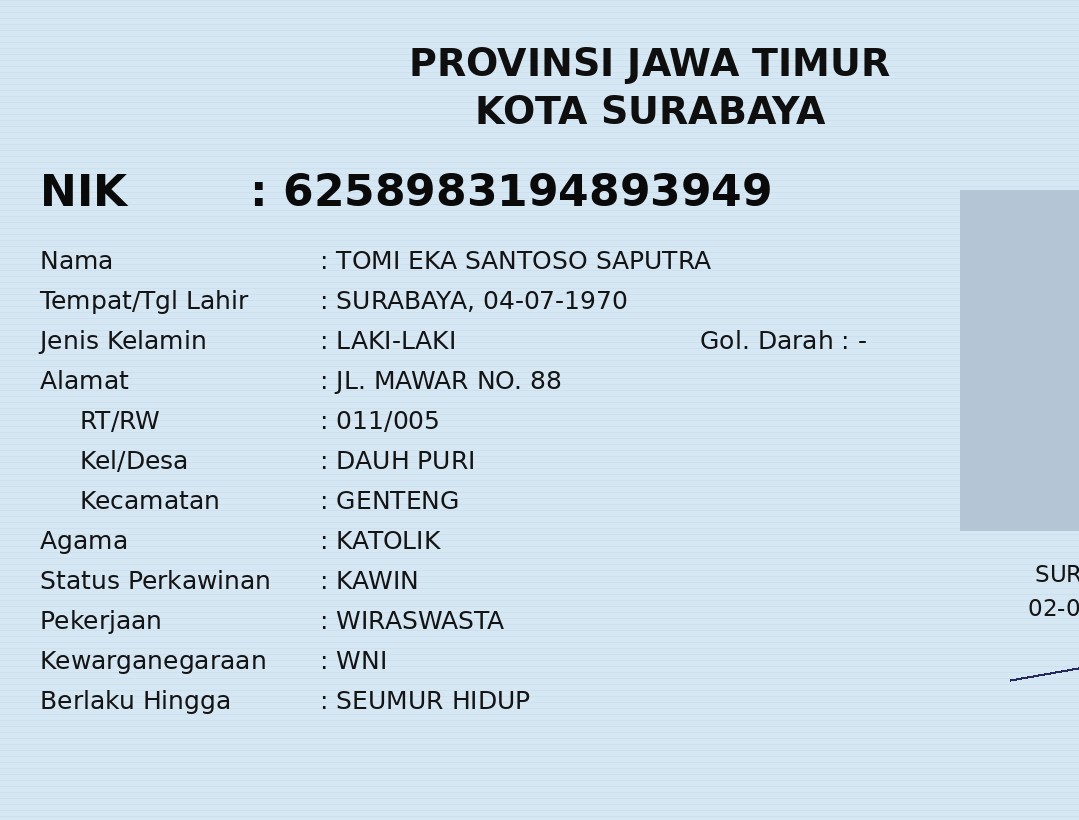 PROVINSI JAWA TIMUR
KOTA SURABAYA
NIK : 6258983194893949
Nama : TOMI EKA SANTOSO SAPUTRA
Tempat/Tgl Lahir : SURABAYA, 04-07-1970
Jenis Kelamin : LAKI-LAKI Gol. Darah : -
Alamat : JL. MAWAR NO. 88
RT/RW : 011/005
Kel/Desa : DAUH PURI
Kecamatan : GENTENG
Agama : KATOLIK
Status Perkawinan : KAWIN
Pekerjaan : WIRASWASTA
Kewarganegaraan : WNI
Berlaku Hingga : SEUMUR HIDUP